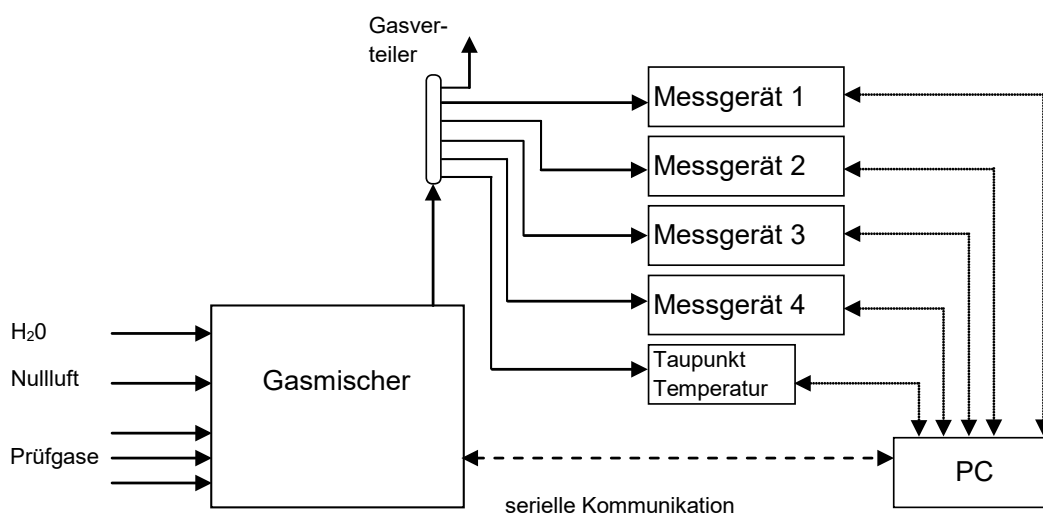 Gasver-
teiler
Messgerät 1
Messgerät 2
Messgerät 3
Messgerät 4
Taupunkt
Temperatur
H₂0
Nullluft
Prüfgase
Gasmischer
PC
serielle Kommunikation